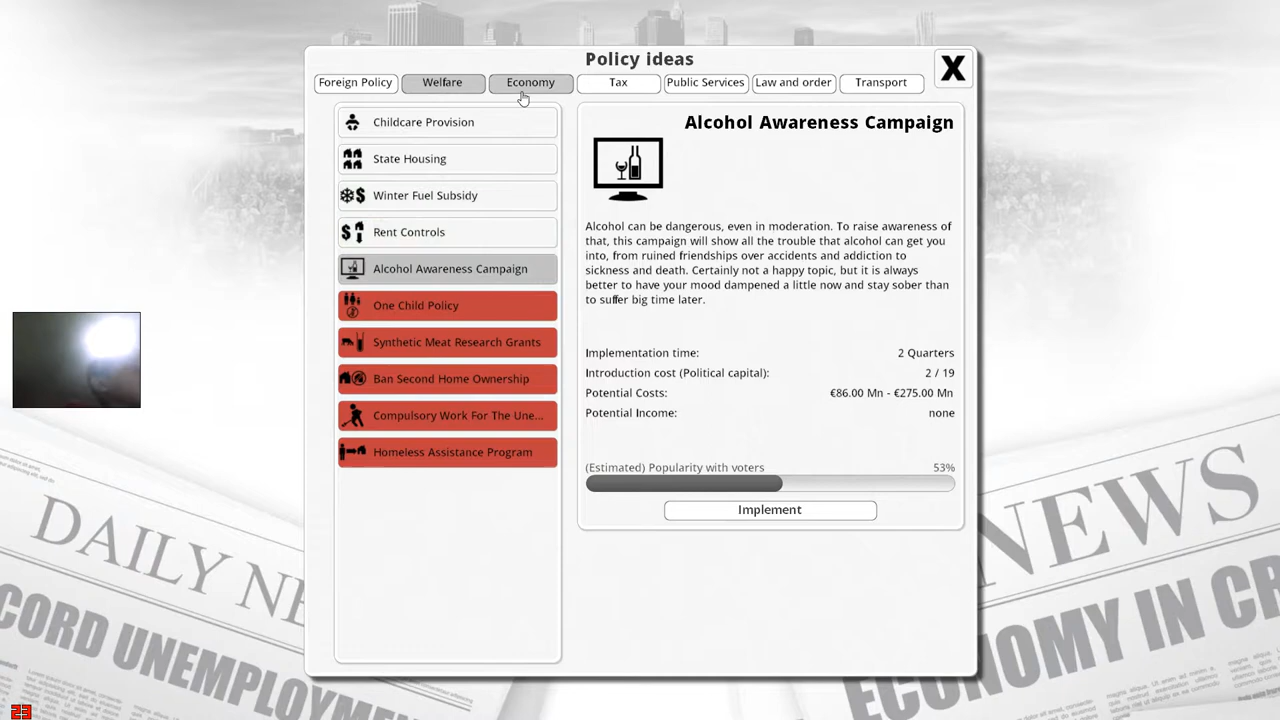 Policy ideas
X
Foreign Policy
Welfare
Economy
Tax
Public Services
Law and order
Transport
Childcare Provision
State Housing
Winter Fuel Subsidy
Rent Controls
Alcohol Awareness Campaign
One Child Policy
Synthetic Meat Research Grants
Ban Second Home Ownership
Compulsory Work For The Une...
Homeless Assistance Program
Alcohol Awareness Campaign
Alcohol can be dangerous, even in moderation. To raise awareness of
that, this campaign will show all the trouble that alcohol can get you
into, from ruined friendships over accidents and addiction to
sickness and death. Certainly not a happy topic, but it is always
better to have your mood dampened a little now and stay sober than
to suffer big time later.
Implementation time: 2 Quarters
Introduction cost (Political capital): 2 / 19
Potential Costs: €86.00 Mn - €275.00 Mn
Potential Income: none
(Estimated) Popularity with voters 53%
Implement
DAILY NE
CORD UNEMPLOYM
NEWS
ECONOMY IN CR
23